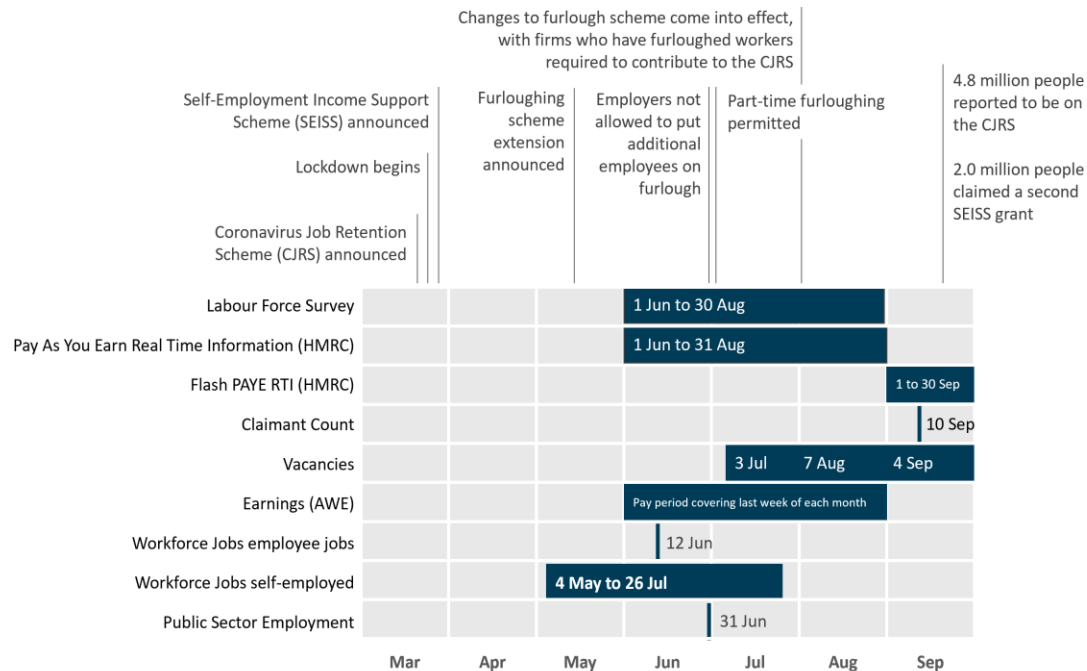 Changes to furlough scheme come into effect,
with firms who have furloughed workers
required to contribute to the CJRS
Self-Employment Income Support
Scheme (SEISS) announced
Furloughing
scheme
extension
announced
Employers not
allowed to put
additional
employees on
furlough
Part-time furloughing
permitted
4.8 million people
reported to be on
the CJRS
2.0 million people
claimed a second
SEISS grant
Lockdown begins
Coronavirus Job Retention
Scheme (CJRS) announced
Labour Force Survey
1 Jun to 30 Aug
Pay As You Earn Real Time Information (HMRC)
1 Jun to 31 Aug
Flash PAYE RTI (HMRC)
1 to 30 Sep
Claimant Count
10 Sep
Vacancies
3 Jul 7 Aug 4 Sep
Earnings (AWE)
Pay period covering last week of each month
Workforce Jobs employee jobs
12 Jun
Workforce Jobs self-employed
4 May to 26 Jul
Public Sector Employment
31 Jun
Mar Apr May Jun Jul Aug Sep